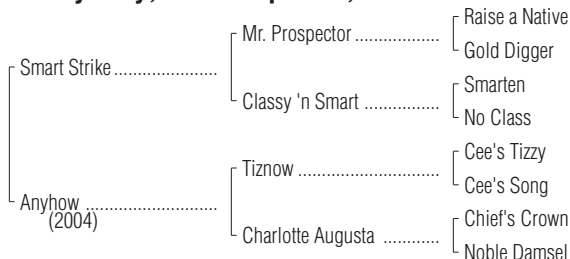 Raise a Native
Mr. Prospector ..................
Gold Digger
Smart Strike ......................
Smarten
Classy 'n Smart ................
No Class
Cee's Tizzy
Tiznow ..............................
Cee's Song
Anyhow ............................
(2004)
Chief's Crown
Charlotte Augusta ............
Noble Damsel